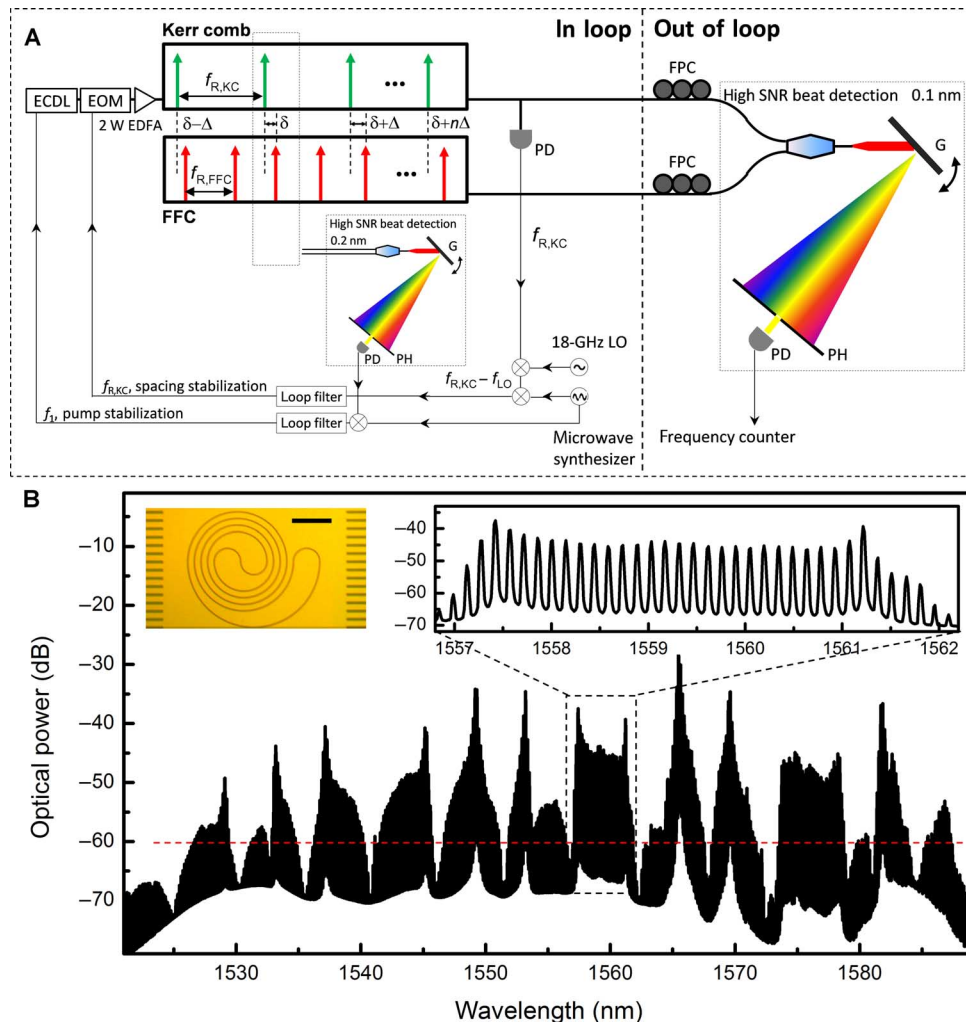 A
Kerr comb
In loop
Out of loop
f_R,KC
ECDL
EOM
2 W EDFA
δ−Δ
δ
δ+Δ
δ+nΔ
f_R,FFC
FFC
PD
FPC
FPC
High SNR beat detection 0.1 nm
G
High SNR beat detection
0.2 nm
G
PD
PH
f_R,KC
18-GHz LO
f_R,KC, spacing stabilization
Loop filter
f_R,KC − f_LO
f_1, pump stabilization
Loop filter
Microwave
synthesizer
PD
PH
Frequency counter
B
Optical power (dB)
−10
−20
−30
−40
−50
−60
−70
−40
−50
−60
−70
1557
1558
1559
1560
1561
1562
1530
1540
1550
1560
1570
1580
Wavelength (nm)